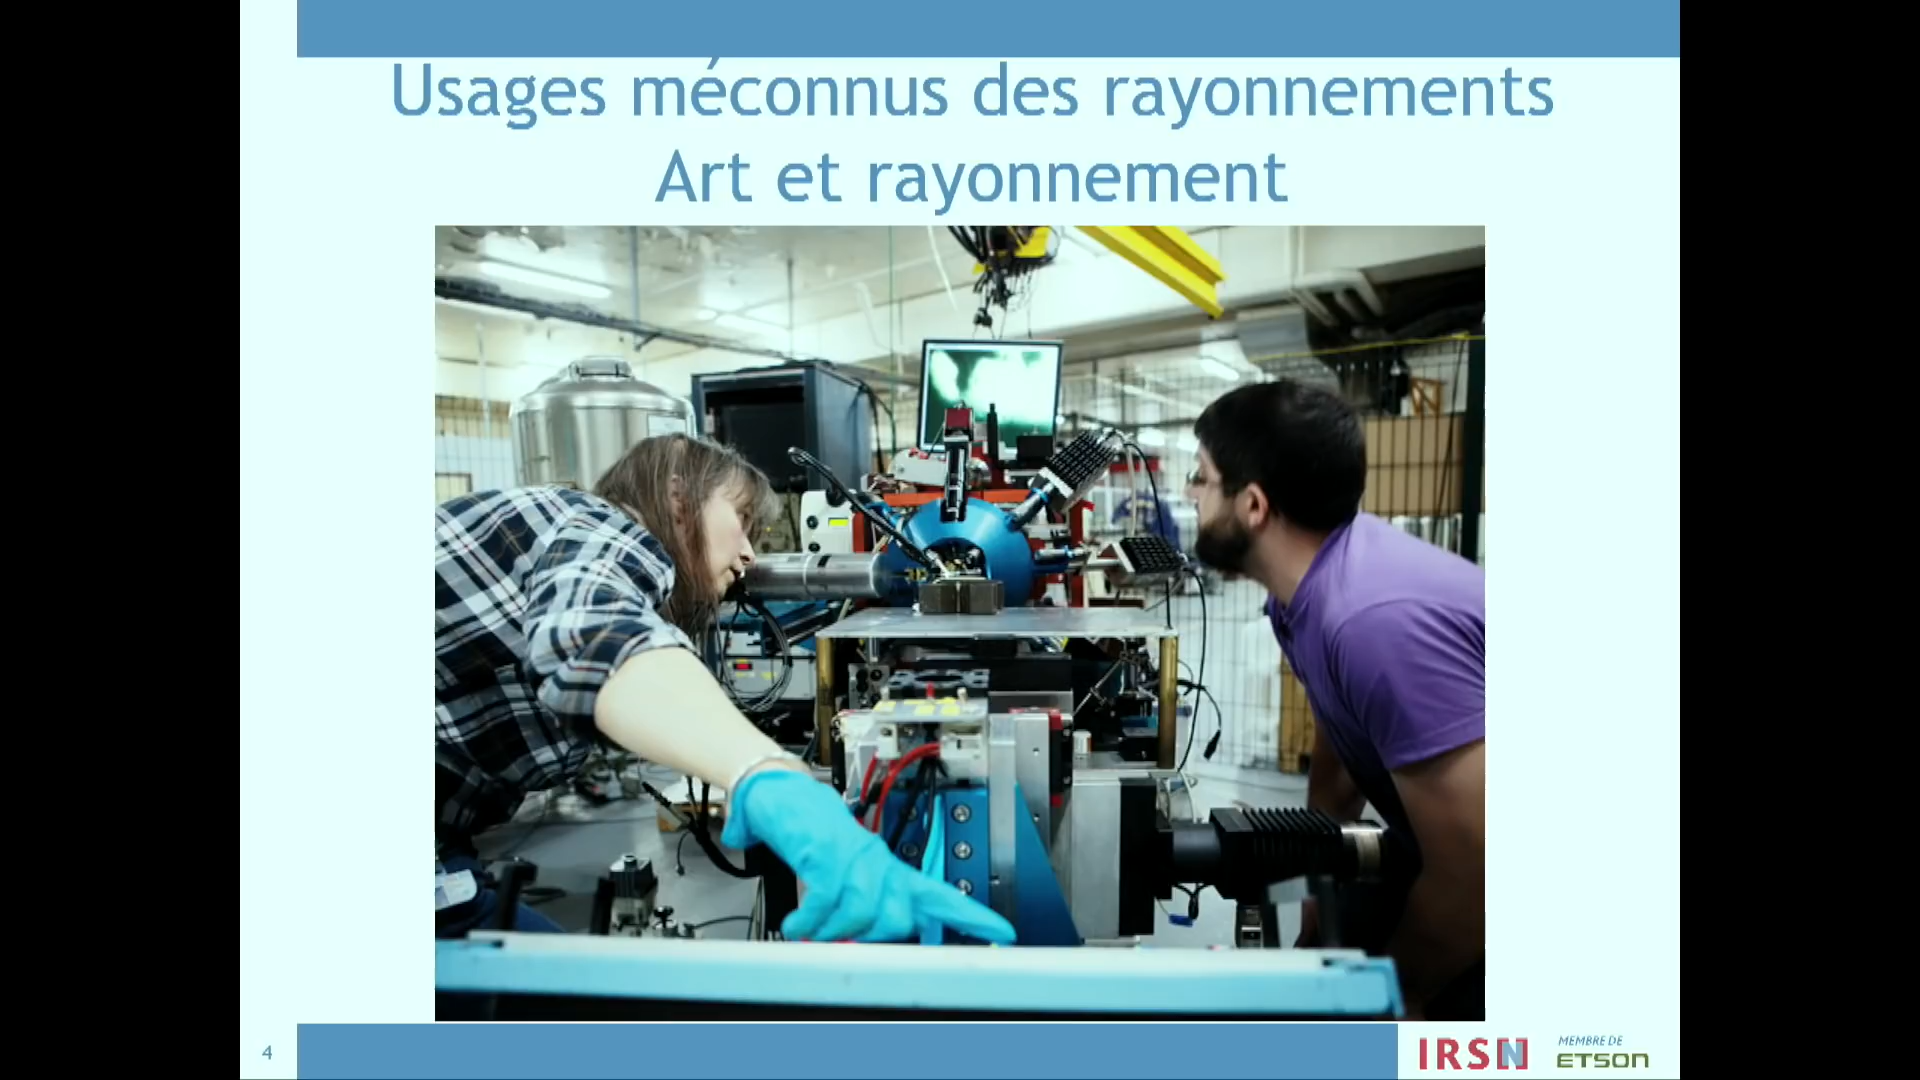 Usages méconnus des rayonnements
Art et rayonnement
4
IRSN
MEMBRE DE
ETSON